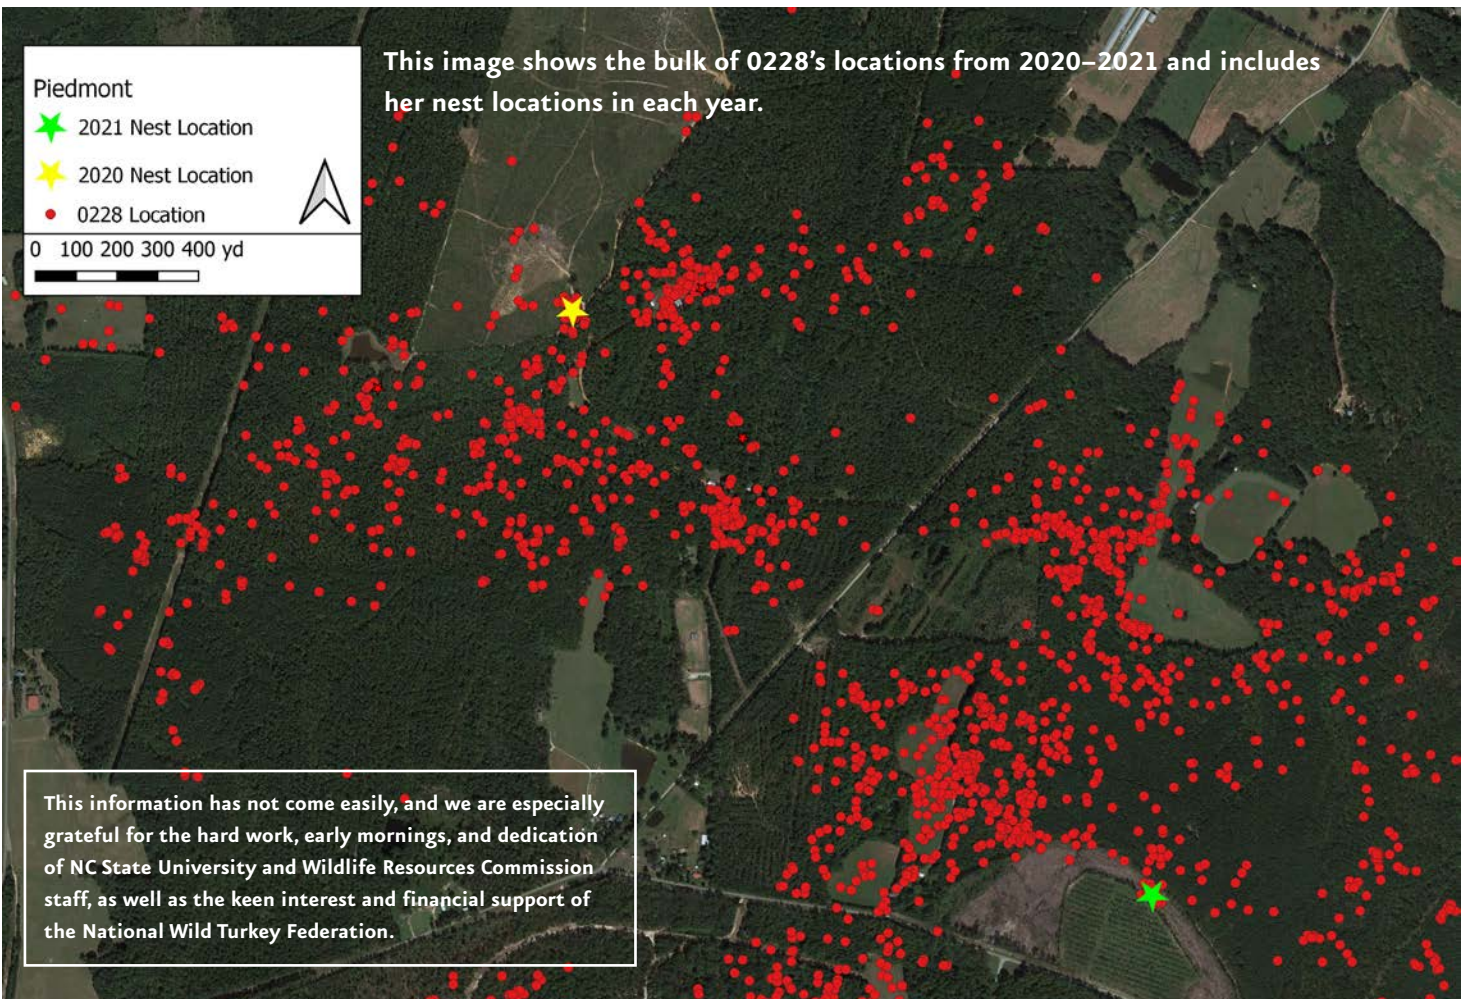 This image shows the bulk of 0228's locations from 2020–2021 and includes
her nest locations in each year.
Piedmont
2021 Nest Location
2020 Nest Location
0228 Location
0 100 200 300 400 yd
This information has not come easily, and we are especially
grateful for the hard work, early mornings, and dedication
of NC State University and Wildlife Resources Commission
staff, as well as the keen interest and financial support of
the National Wild Turkey Federation.